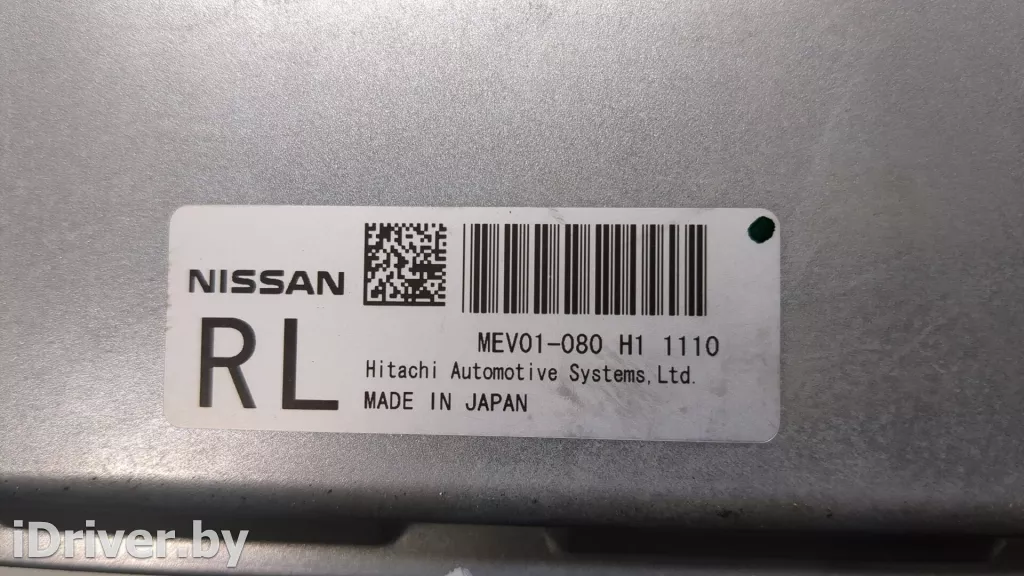 NISSAN
RL
MEV01-080 H1 1110
Hitachi Automotive Systems,Ltd.
MADE IN JAPAN
iDriver.by